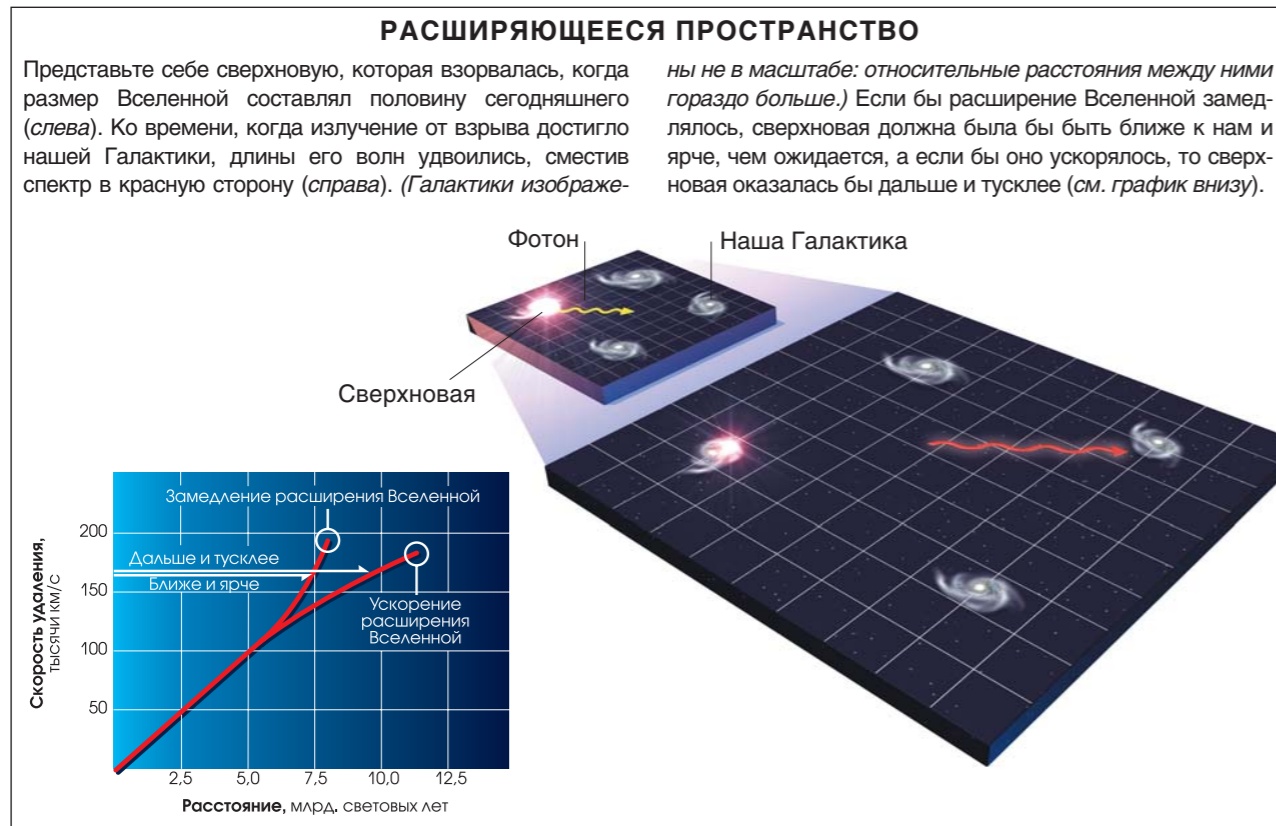 РАСШИРЯЮЩЕЕСЯ ПРОСТРАНСТВО
Представьте себе сверхновую, которая взорвалась, когда
размер Вселенной составлял половину сегодняшнего
(слева). Ко времени, когда излучение от взрыва достигло
нашей Галактики, длины его волн удвоились, сместив
спектр в красную сторону (справа). (Галактики изображе-
ны не в масштабе: относительные расстояния между ними
гораздо больше.) Если бы расширение Вселенной замед-
лялось, сверхновая должна была бы быть ближе к нам и
ярче, чем ожидается, а если бы оно ускорялось, то сверх-
новая оказалась бы дальше и тусклее (см. график внизу).
Фотон
Наша Галактика
Сверхновая
Замедление расширения Вселенной
Дальше и тусклее
Ближе и ярче
Ускорение
расширения
Вселенной
Скорость удаления,
тысячи км/с
200
150
100
50
2,5 5,0 7,5 10,0 12,5
Расстояние, млрд. световых лет